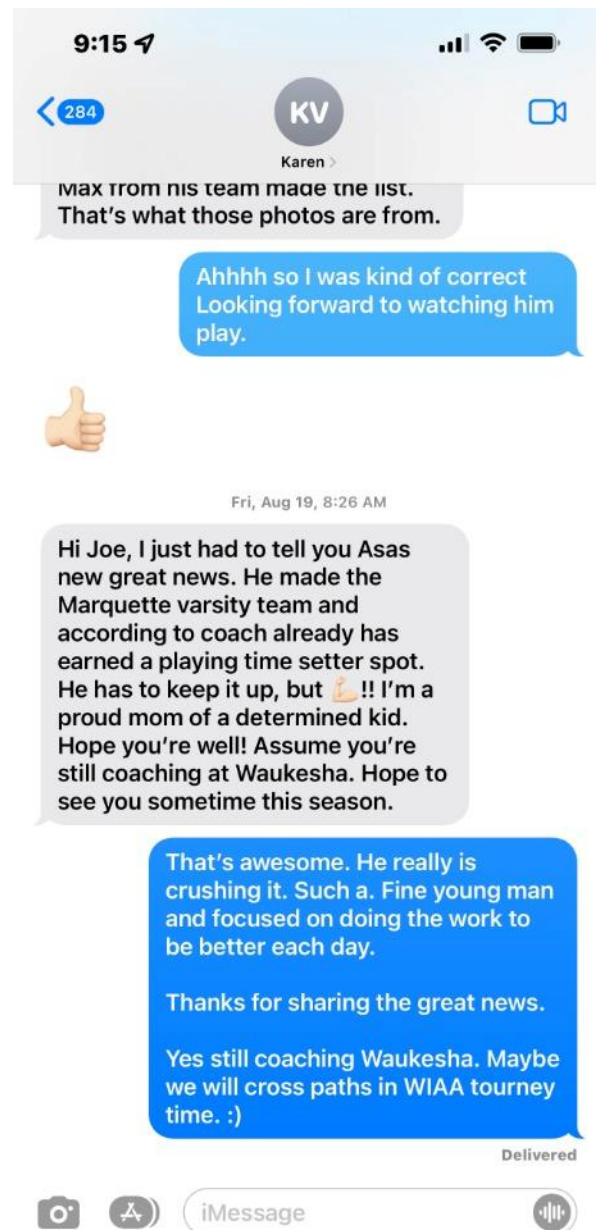 9:15
284
KV
Karen
Max from his team made the list.
That's what those photos are from.
Ahhhh so I was kind of correct
Looking forward to watching him
play.
Fri, Aug 19, 8:26 AM
Hi Joe, I just had to tell you Asas
new great news. He made the
Marquette varsity team and
according to coach already has
earned a playing time setter spot.
He has to keep it up, but 💪🏻!! I'm a
proud mom of a determined kid.
Hope you're well! Assume you're
still coaching at Waukesha. Hope to
see you sometime this season.
That's awesome. He really is
crushing it. Such a. Fine young man
and focused on doing the work to
be better each day.
Thanks for sharing the great news.
Yes still coaching Waukesha. Maybe
we will cross paths in WIAA tourney
time. :)
Delivered
iMessage